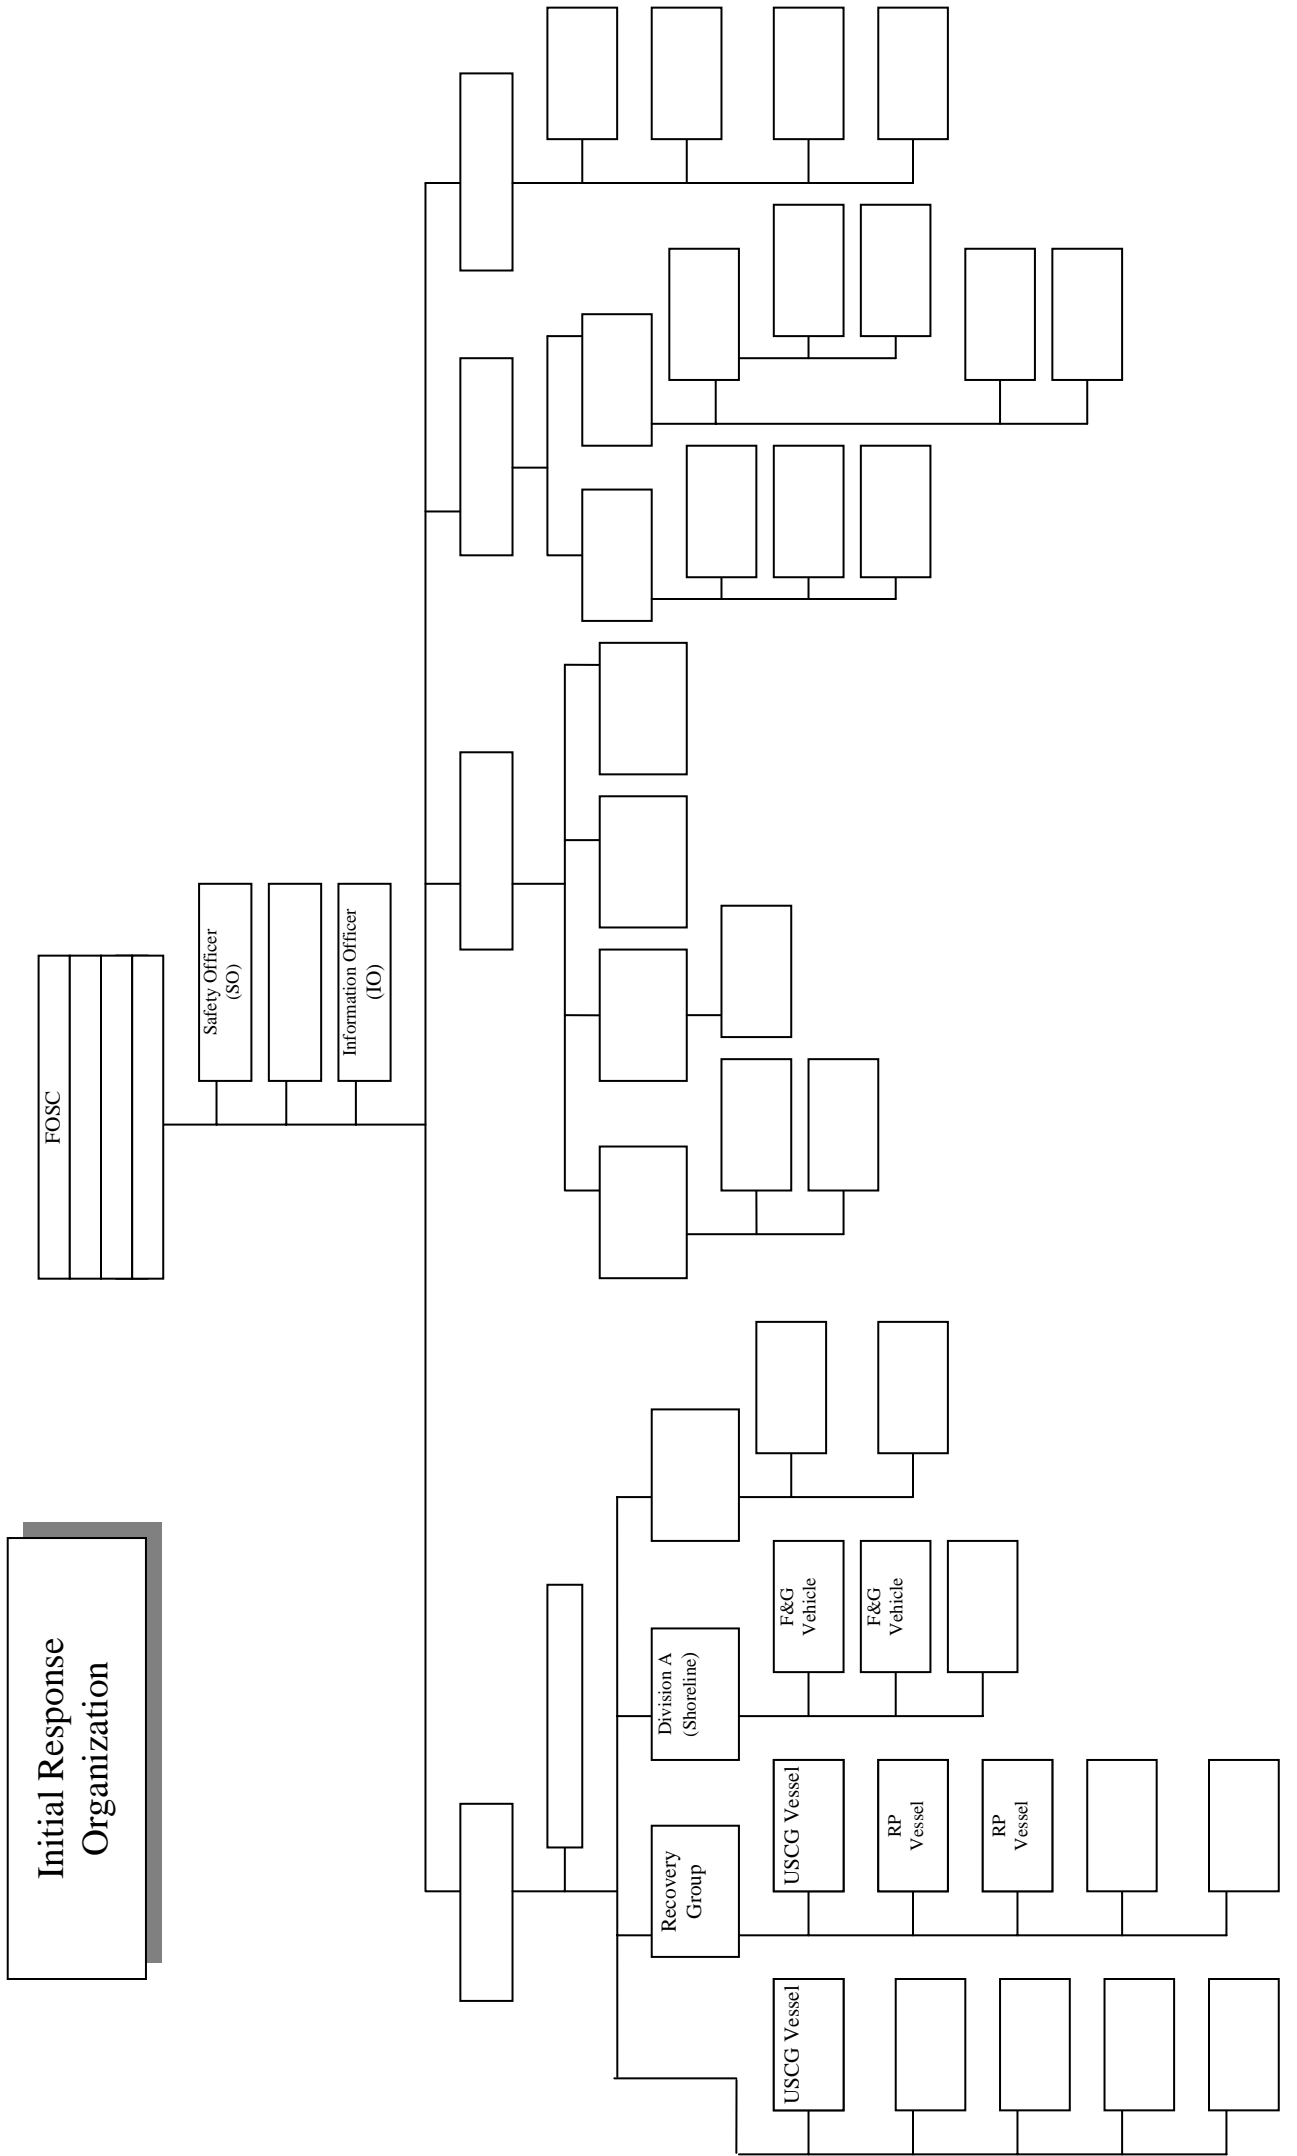 Initial Response
Organization
FOSC
Safety Officer
(SO)
Information Officer
(IO)
USCG Vessel
Recovery
Group
USCG Vessel
RP
Vessel
RP
Vessel
Division A
(Shoreline)
F&G
Vehicle
F&G
Vehicle